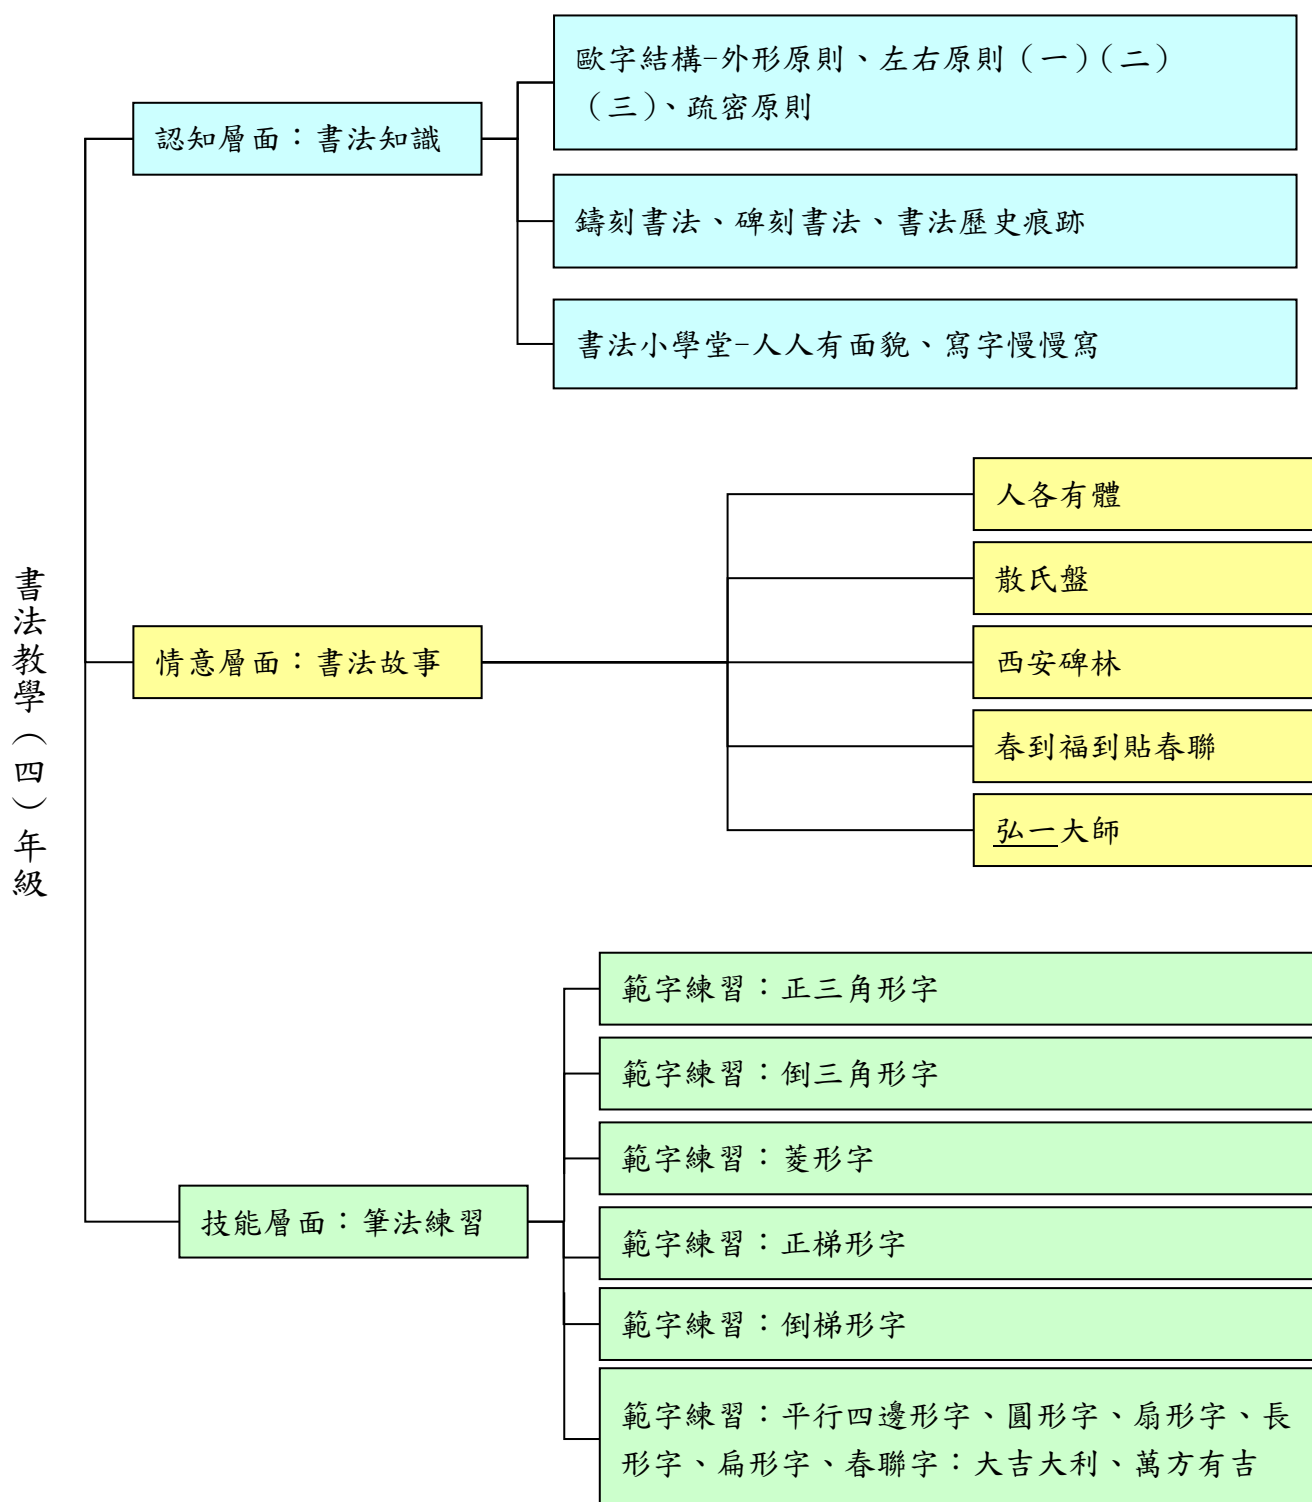 書法教學（四）年級
認知層面：書法知識
歐字結構-外形原則、左右原則（一）（二）
（三）、疏密原則
鑄刻書法、碑刻書法、書法歷史痕跡
書法小學堂-人人有面貌、寫字慢慢寫
情意層面：書法故事
人各有體
散氏盤
西安碑林
春到福到貼春聯
弘一大師
技能層面：筆法練習
範字練習：正三角形字
範字練習：倒三角形字
範字練習：菱形字
範字練習：正梯形字
範字練習：倒梯形字
範字練習：平行四邊形字、圓形字、扇形字、長
形字、扁形字、春聯字：大吉大利、萬方有吉